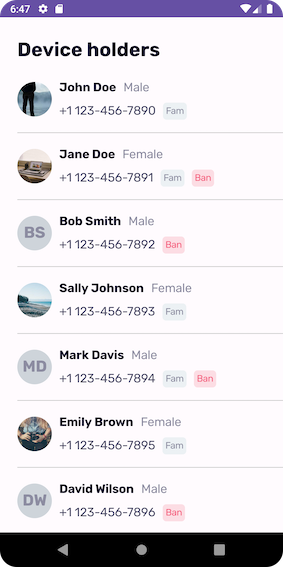 6:47
Device holders
John Doe Male
+1 123-456-7890 Fam
Jane Doe Female
+1 123-456-7891 Fam Ban
BS Bob Smith Male
+1 123-456-7892 Ban
Sally Johnson Female
+1 123-456-7893 Fam
MD Mark Davis Male
+1 123-456-7894 Fam Ban
Emily Brown Female
+1 123-456-7895 Fam
DW David Wilson Male
+1 123-456-7896 Ban